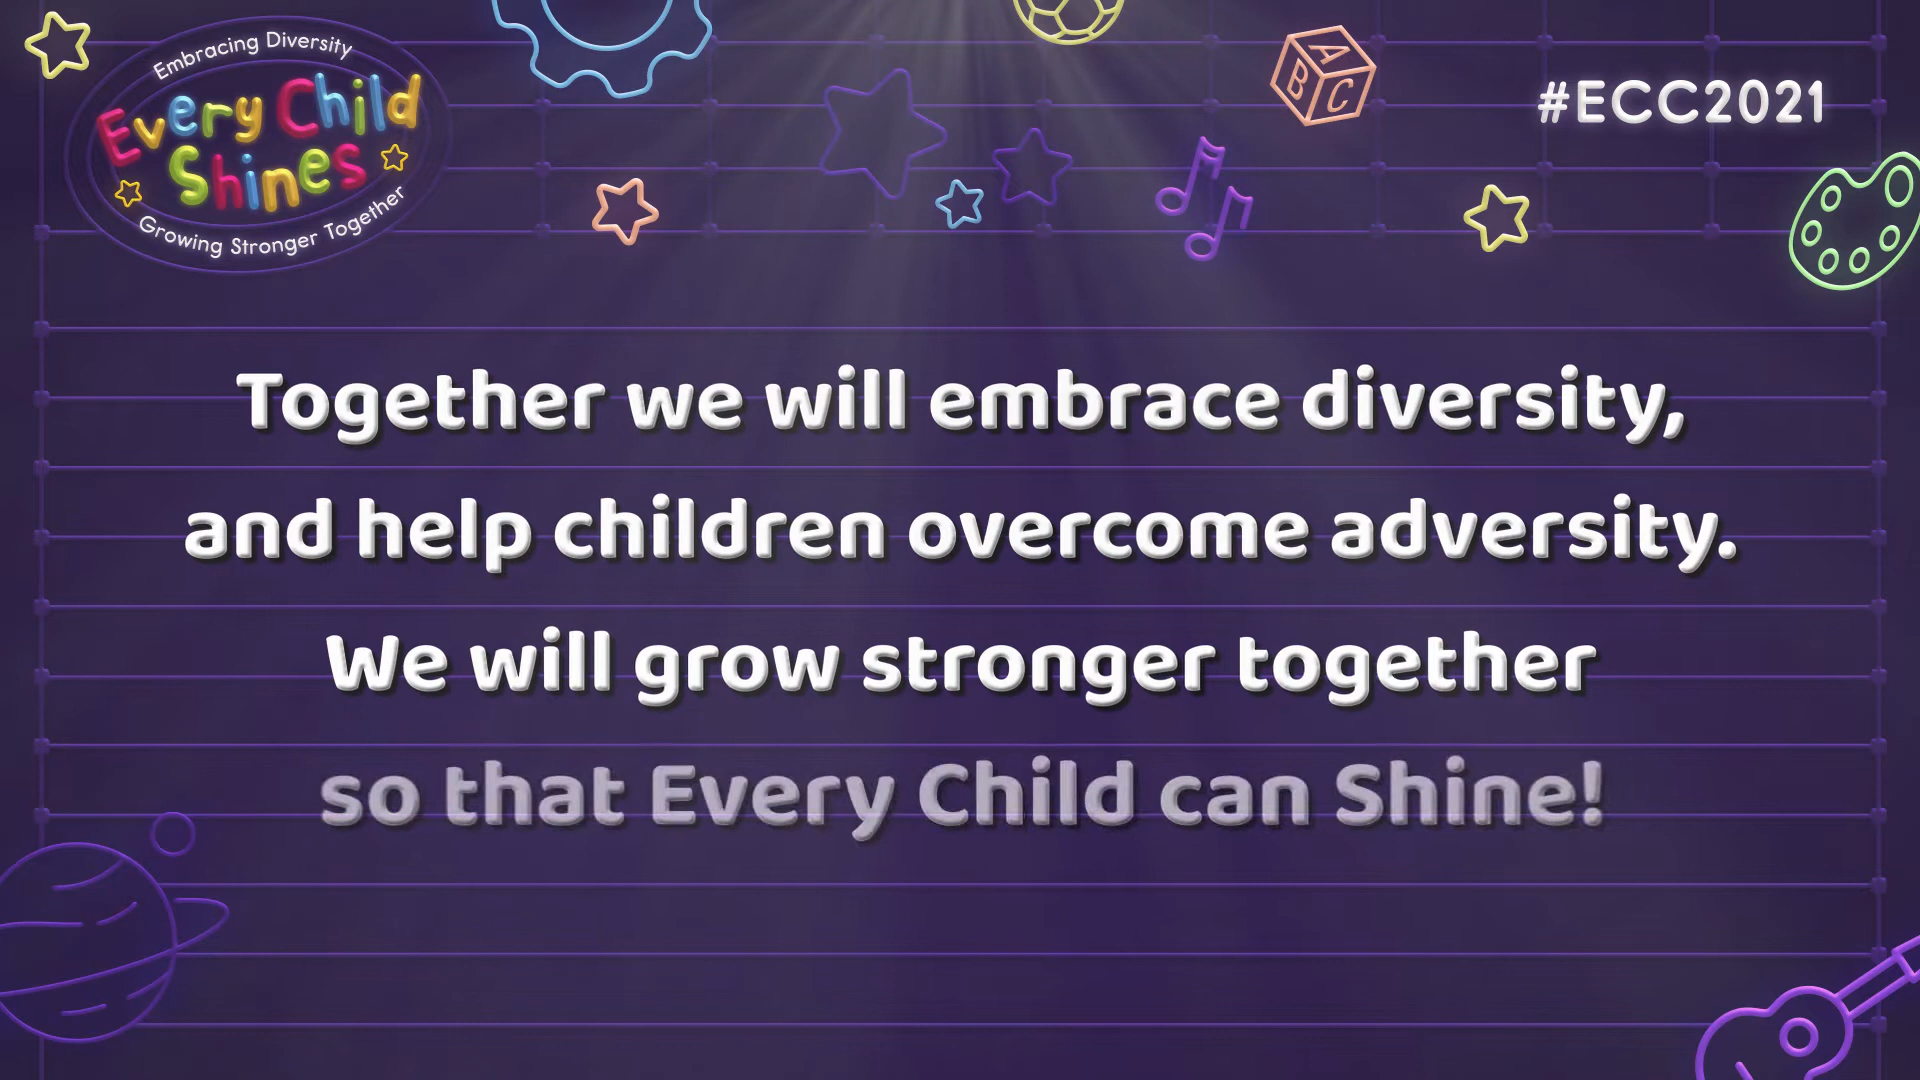 Embracing Diversity
Every Child
Shines
Growing Stronger Together
A
B C
#ECC2021
Together we will embrace diversity,
and help children overcome adversity.
We will grow stronger together
so that Every Child can Shine!